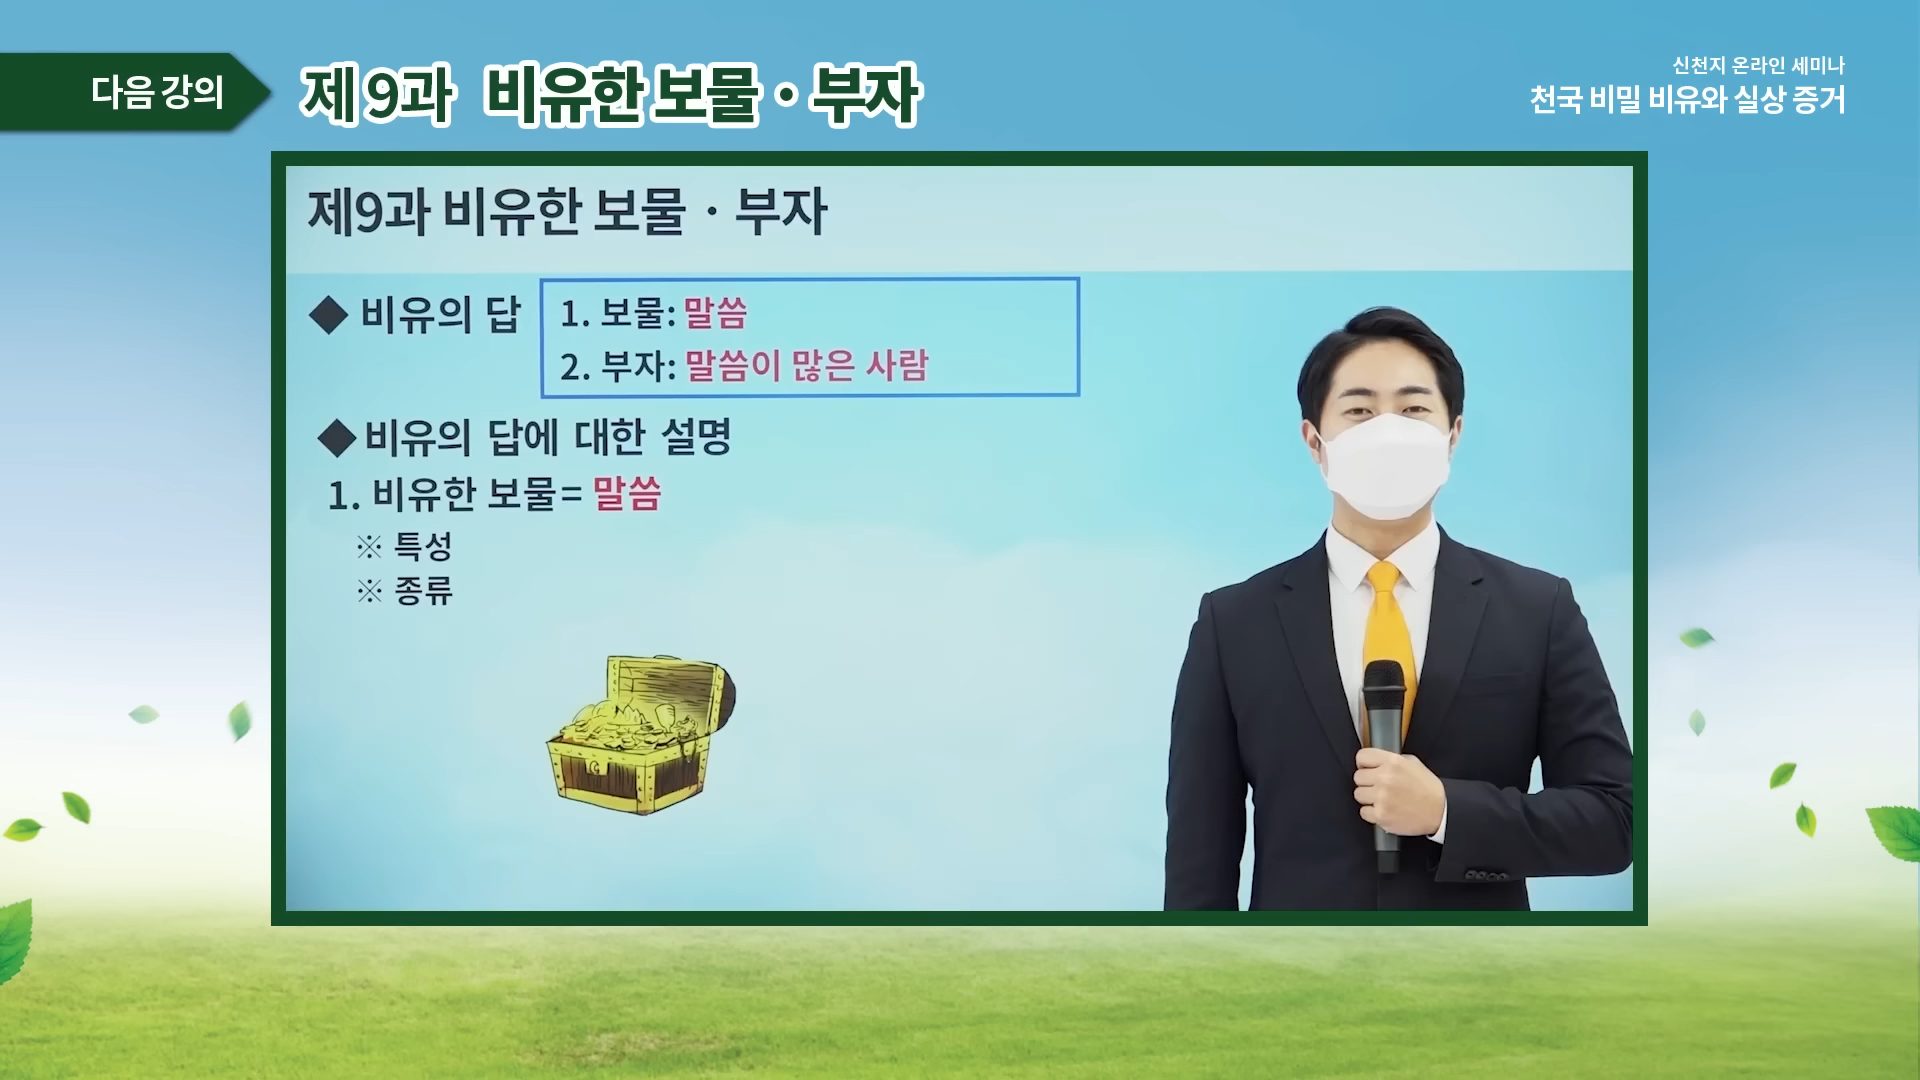 다음 강의
제9과 비유한 보물·부자
신천지 온라인 세미나
천국 비밀 비유와 실상 증거
제9과 비유한 보물 · 부자
◆ 비유의 답
1. 보물: 말씀
2. 부자: 말씀이 많은 사람
◆ 비유의 답에 대한 설명
1. 비유한 보물= 말씀
※ 특성
※ 종류